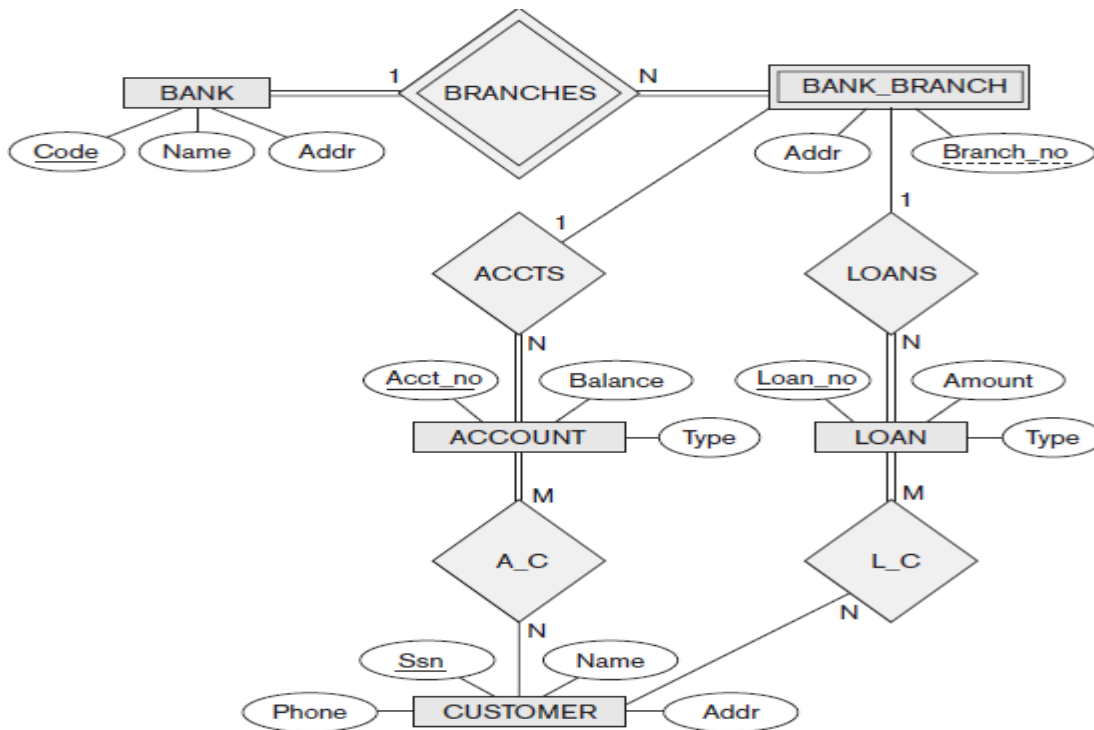 1 N
BANK BRANCHES BANK_BRANCH
Code Name Addr Addr Branch_no
1 1
ACCTS LOANS
N N
Acct_no Balance Loan_no Amount
ACCOUNT Type LOAN Type
M M
A_C L_C
N N
Ssn Name
Phone CUSTOMER Addr